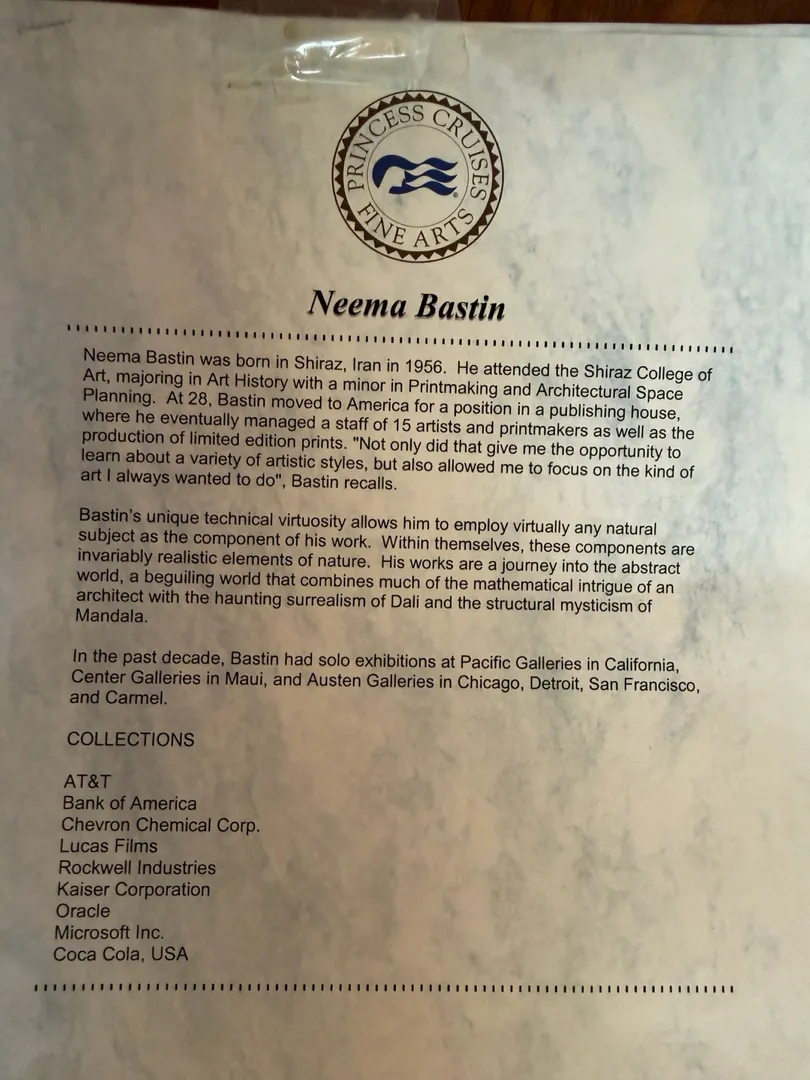 PRINCESS CRUISES
FINE ARTS
®
Neema Bastin
Neema Bastin was born in Shiraz, Iran in 1956. He attended the Shiraz College of
Art, majoring in Art History with a minor in Printmaking and Architectural Space
Planning. At 28, Bastin moved to America for a position in a publishing house,
where he eventually managed a staff of 15 artists and printmakers as well as the
production of limited edition prints. "Not only did that give me the opportunity to
learn about a variety of artistic styles, but also allowed me to focus on the kind of
art I always wanted to do", Bastin recalls.
Bastin's unique technical virtuosity allows him to employ virtually any natural
subject as the component of his work. Within themselves, these components are
invariably realistic elements of nature. His works are a journey into the abstract
world, a beguiling world that combines much of the mathematical intrigue of an
architect with the haunting surrealism of Dali and the structural mysticism of
Mandala.
In the past decade, Bastin had solo exhibitions at Pacific Galleries in California,
Center Galleries in Maui, and Austen Galleries in Chicago, Detroit, San Francisco,
and Carmel.
COLLECTIONS
AT&T
Bank of America
Chevron Chemical Corp.
Lucas Films
Rockwell Industries
Kaiser Corporation
Oracle
Microsoft Inc.
Coca Cola, USA